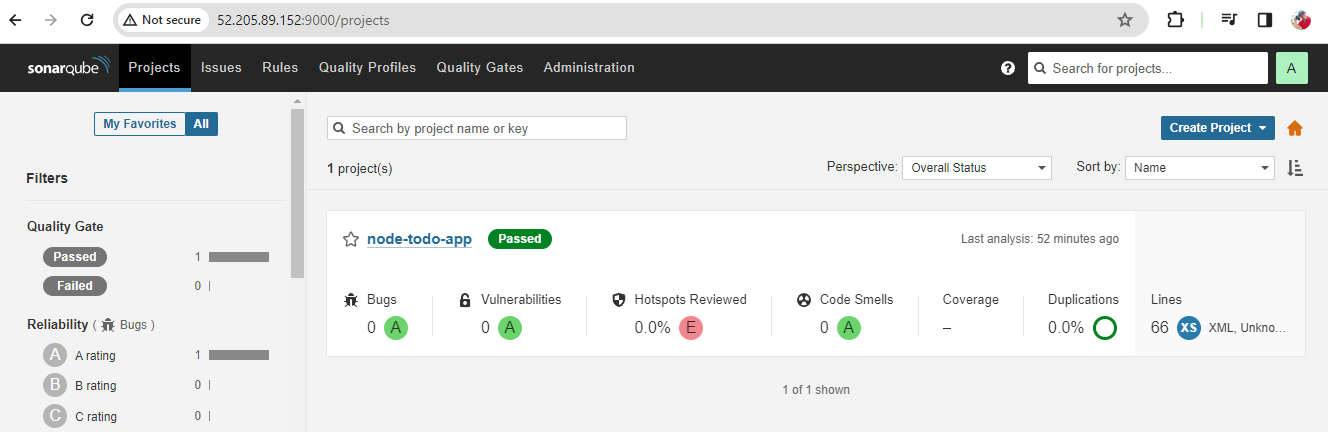 Not secure 52.205.89.152:9000/projects
sonarqube Projects Issues Rules Quality Profiles Quality Gates Administration ? Search for projects... A
My Favorites All
Search by project name or key
Create Project
1 project(s)
Perspective: Overall Status Sort by: Name
Filters
Quality Gate
Passed 1
Failed 0
Reliability ( Bugs )
A A rating 1
B B rating 0
C C rating 0
node-todo-app Passed Last analysis: 52 minutes ago
Bugs Vulnerabilities Hotspots Reviewed Code Smells Coverage Duplications Lines
0 A 0 A 0.0% E 0 A – 0.0% 66 XS XML, Unkno...
1 of 1 shown